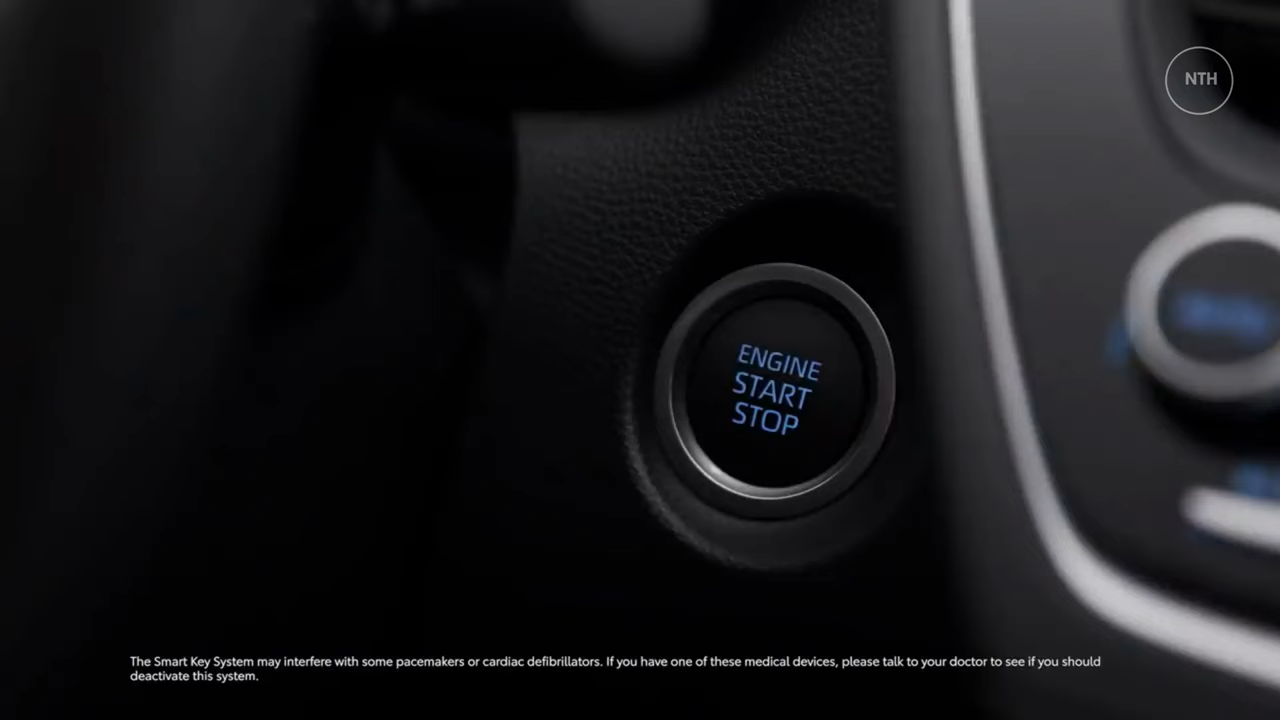 NTH
ENGINE
START
STOP
The Smart Key System may interfere with some pacemakers or cardiac defibrillators. If you have one of these medical devices, please talk to your doctor to see if you should
deactivate this system.